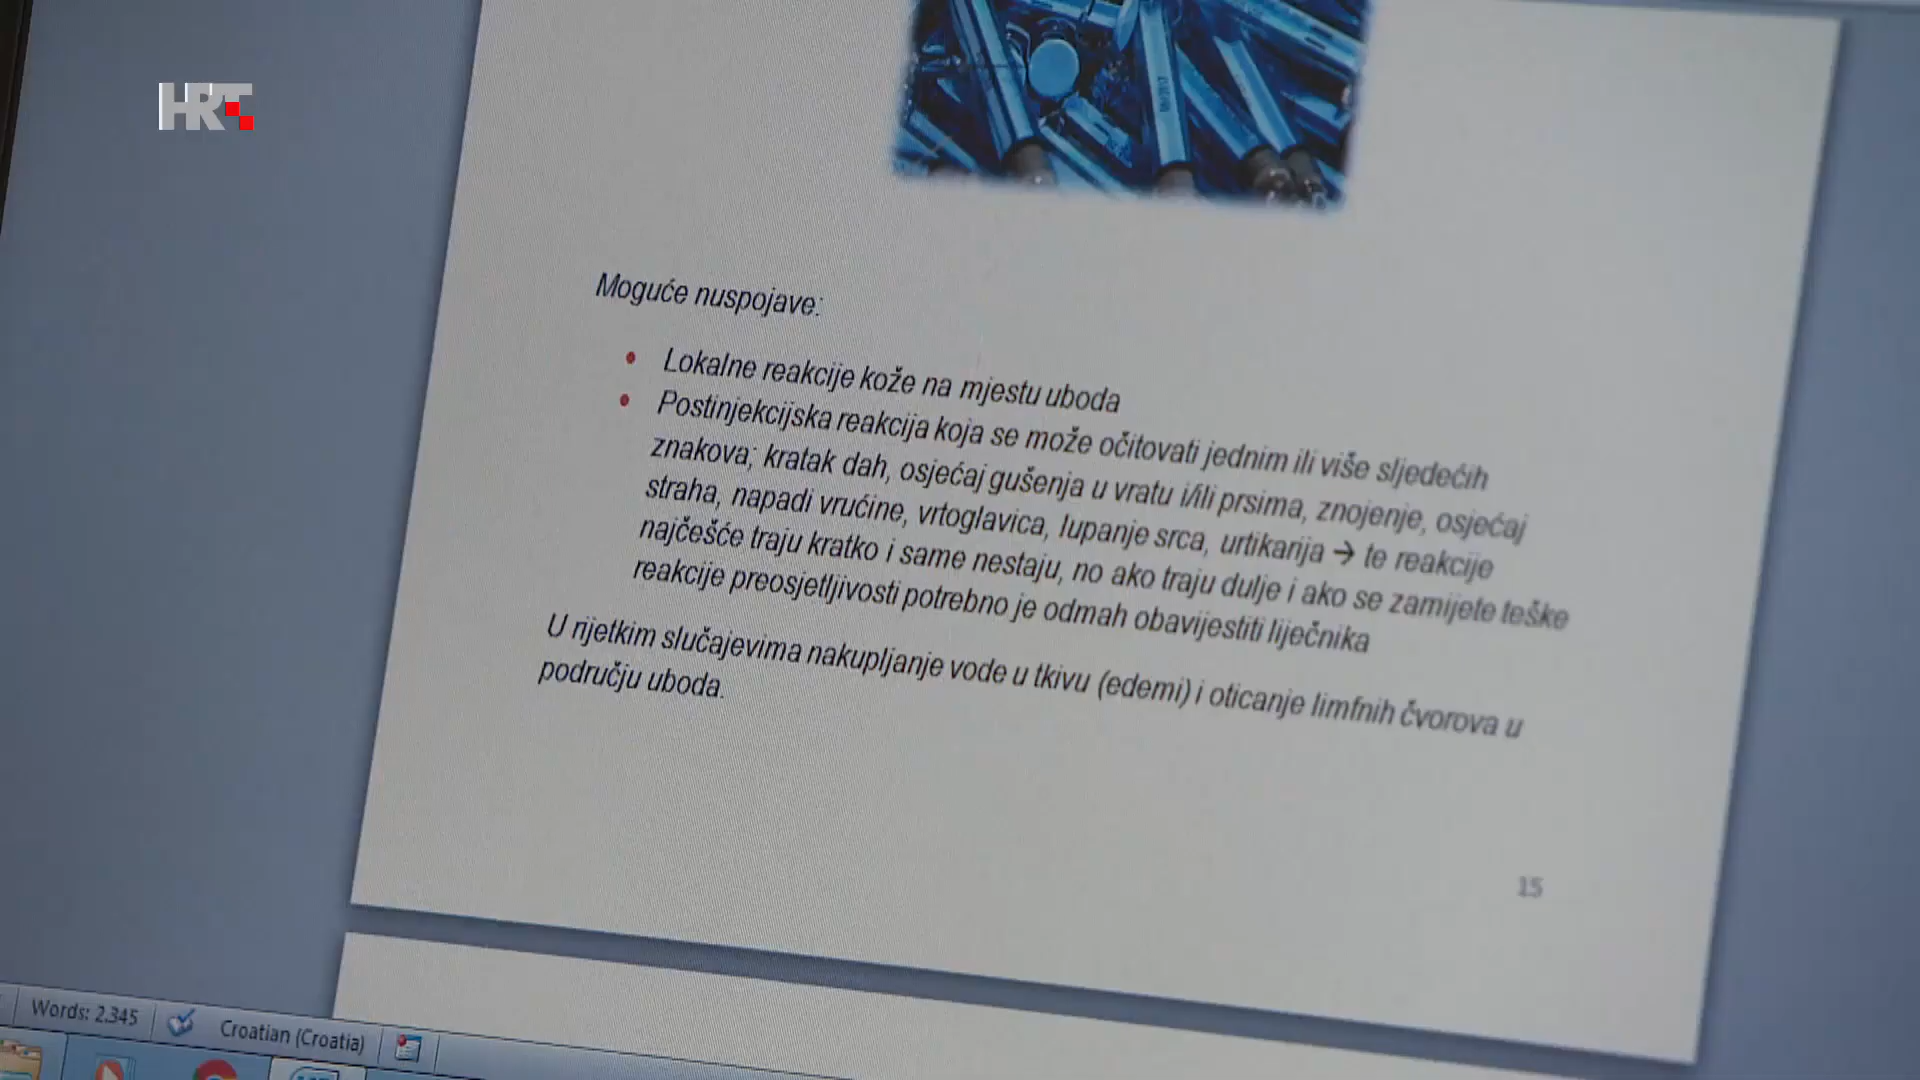 HRT
Moguće nuspojave:
• Lokalne reakcije kože na mjestu uboda
• Postinjekcijska reakcija koja se može očitovati jednim ili više sljedećih
znakova; kratak dah, osjećaj gušenja u vratu i/ili prsima, znojenje, osjećaj
straha, napadi vrućine, vrtoglavica, lupanje srca, urtikarija → te reakcije
najčešće traju kratko i same nestaju, no ako traju dulje i ako se zamijete teške
reakcije preosjetljivosti potrebno je odmah obavijestiti liječnika
U rijetkim slučajevima nakupljanje vode u tkivu (edemi) i oticanje limfnih čvorova u
području uboda.
15
Words: 2.345
Croatian (Croatia)